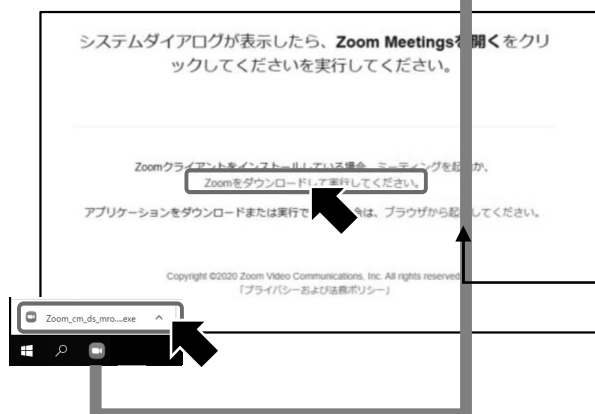 システムダイアログが表示したら、Zoom Meetingsを開くをクリ
ックしてくださいを実行してください。
Zoomクライアントをインストールしている場合、ミーティングを起 か、
Zoomをダウンロードして実行してください。
アプリケーションをダウンロードまたは実行で 合は、ブラウザから起 してください。
Copyright ©2020 Zoom Video Communications, Inc. All rights reserved.
「プライバシーおよび法務ポリシー」
Zoom_cm_ds_mro....exe